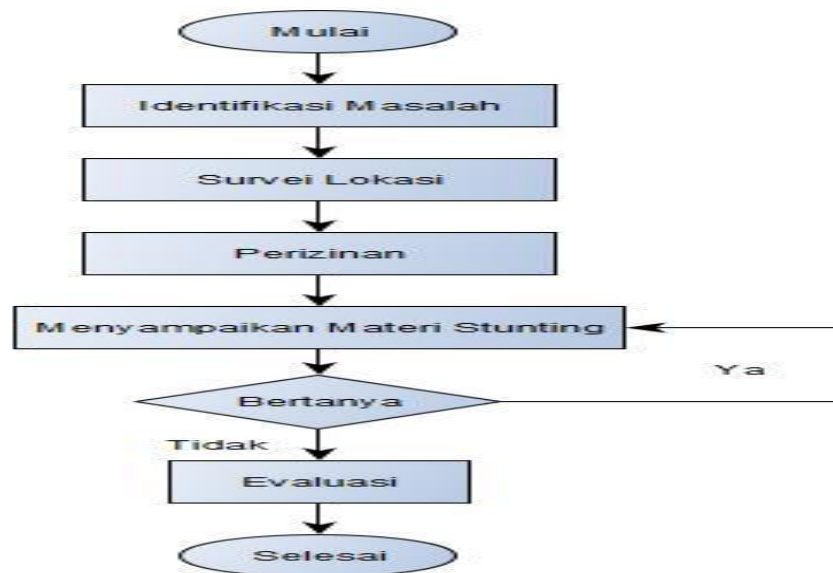 Mulai
Identifikasi Masalah
Survei Lokasi
Perizinan
Menyampaikan Materi Stunting
Ya
Bertanya
Tidak
Evaluasi
Selesai